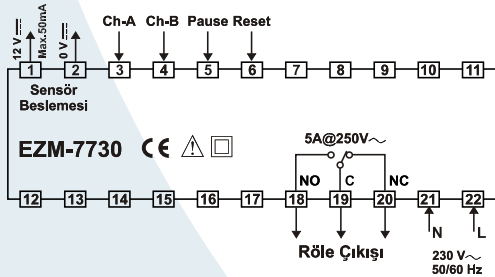 12 V
Max.50mA
0 V
Ch-A Ch-B Pause Reset
1 2 3 4 5 6 7 8 9 10 11
Sensör
Beslemesi
5A@250V~
EZM-7730 CE
NO C NC
12 13 14 15 16 17 18 19 20 21 22
N L
Röle Çıkışı
230 V~
50/60 Hz